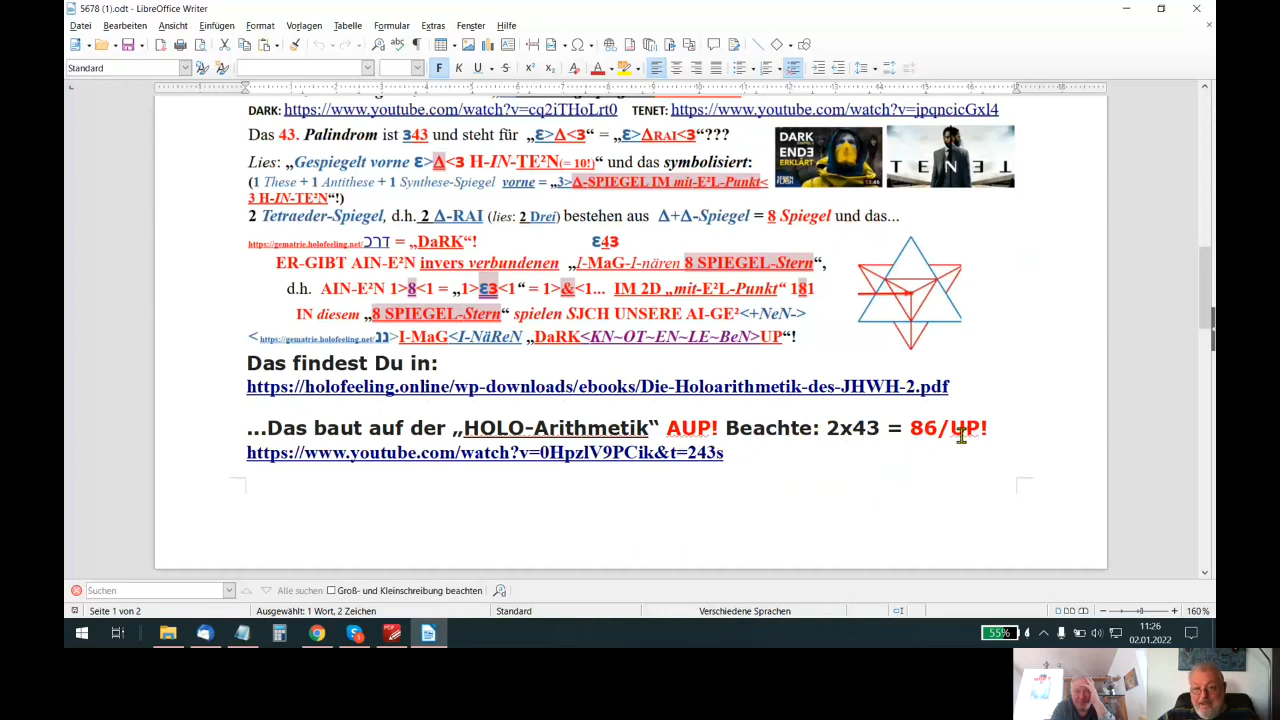 5678 (1).odt - LibreOffice Writer
Datei Bearbeiten Ansicht Einfügen Format Vorlagen Tabelle Formular Extras Fenster Hilfe
Standard
F K U S
DARK: https://www.youtube.com/watch?v=cq2iTHoLrt0 TENET: https://www.youtube.com/watch?v=jpqncicGxl4
Das 43. Palindrom ist ɜ43 und steht für „ε>Δ<ɜ“ = „ε>ΔRAI<ɜ“???
Lies: „Gespiegelt vorne ε>Δ<ɜ H-IN-TE²N(= 10!)“ und das symbolisiert:
(1 These + 1 Antithese + 1 Synthese-Spiegel vorne = „3>Δ-SPIEGEL IM mit-E²L-Punkt<
3 H-IN-TE²N“!)
DARK ENDE ERKLÄRT
TENET
2 Tetraeder-Spiegel, d.h. 2 Δ-RAI (lies: 2 Drei) bestehen aus Δ+Δ-Spiegel = 8 Spiegel und das...
https://gematrie.holofeeling.net/דרכ = „DaRK“! ε43
ER-GIBT AIN-E²N invers verbundenen „I-MaG-I-nären 8 SPIEGEL-Stern“,
d.h. AIN-E²N 1>8<1 = „1>εɜ<1“ = 1>&<1... IM 2D „mit-E²L-Punkt“ 181
IN diesem „8 SPIEGEL-Stern“ spielen SJCH UNSERE AI-GE²<+NeN->
<https://gematrie.holofeeling.net/נג>I-MaG<I-NäReN „DaRK<KN~OT~EN~LE~BeN>UP“!
Das findest Du in:
https://holofeeling.online/wp-downloads/ebooks/Die-Holoarithmetik-des-JHWH-2.pdf
...Das baut auf der „HOLO-Arithmetik“ AUP! Beachte: 2x43 = 86/UP!
https://www.youtube.com/watch?v=0HpzlV9PCik&t=243s
Suchen Alle suchen Groß- und Kleinschreibung beachten
Seite 1 von 2 Ausgewählt: 1 Wort, 2 Zeichen Standard Verschiedene Sprachen 160%
55% 11:26
02.01.2022